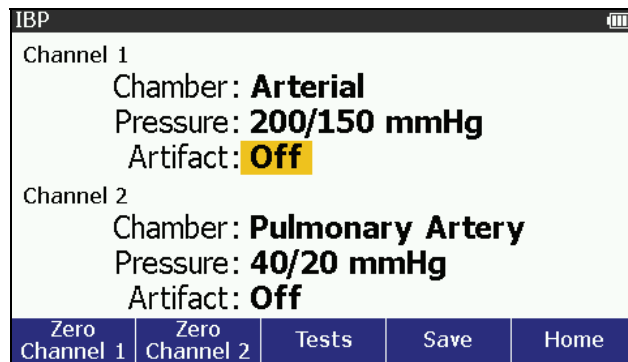 IBP
Channel 1
Chamber: Arterial
Pressure: 200/150 mmHg
Artifact: Off
Channel 2
Chamber: Pulmonary Artery
Pressure: 40/20 mmHg
Artifact: Off
Zero Channel 1
Zero Channel 2
Tests
Save
Home